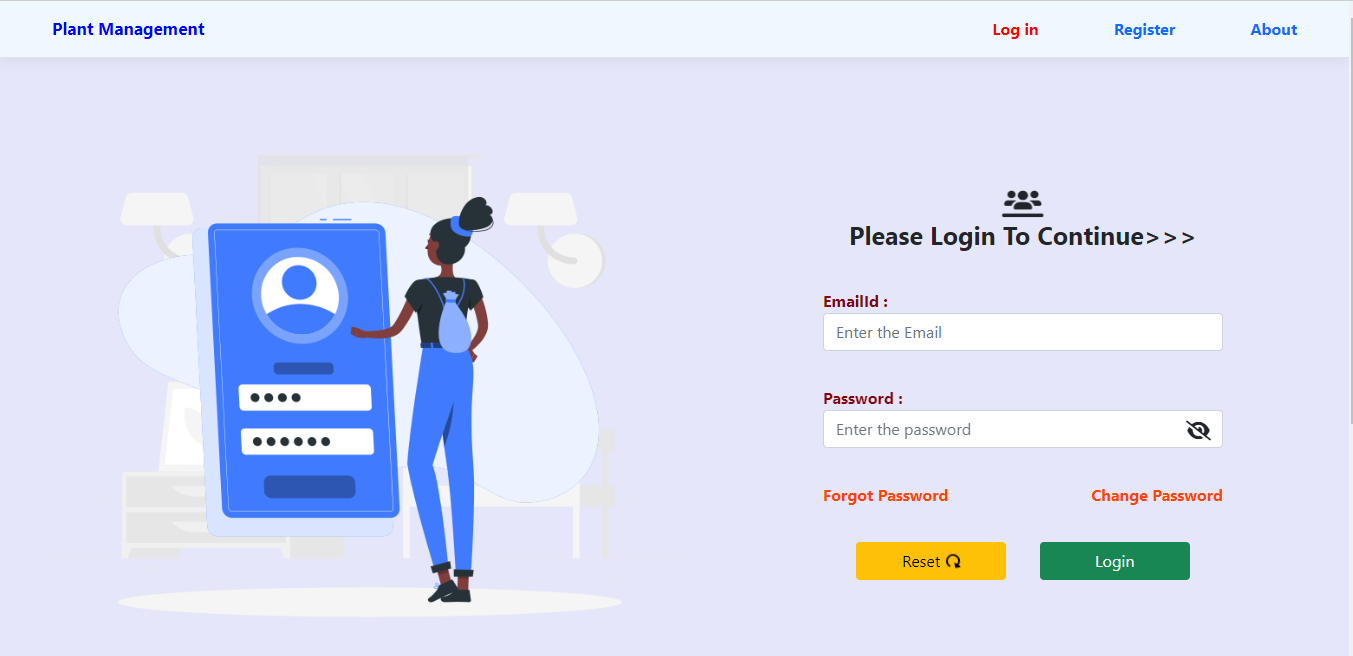 Plant Management
Log in
Register
About
Please Login To Continue>>>
EmailId :
Enter the Email
Password :
Enter the password
Forgot Password
Change Password
Reset
Login